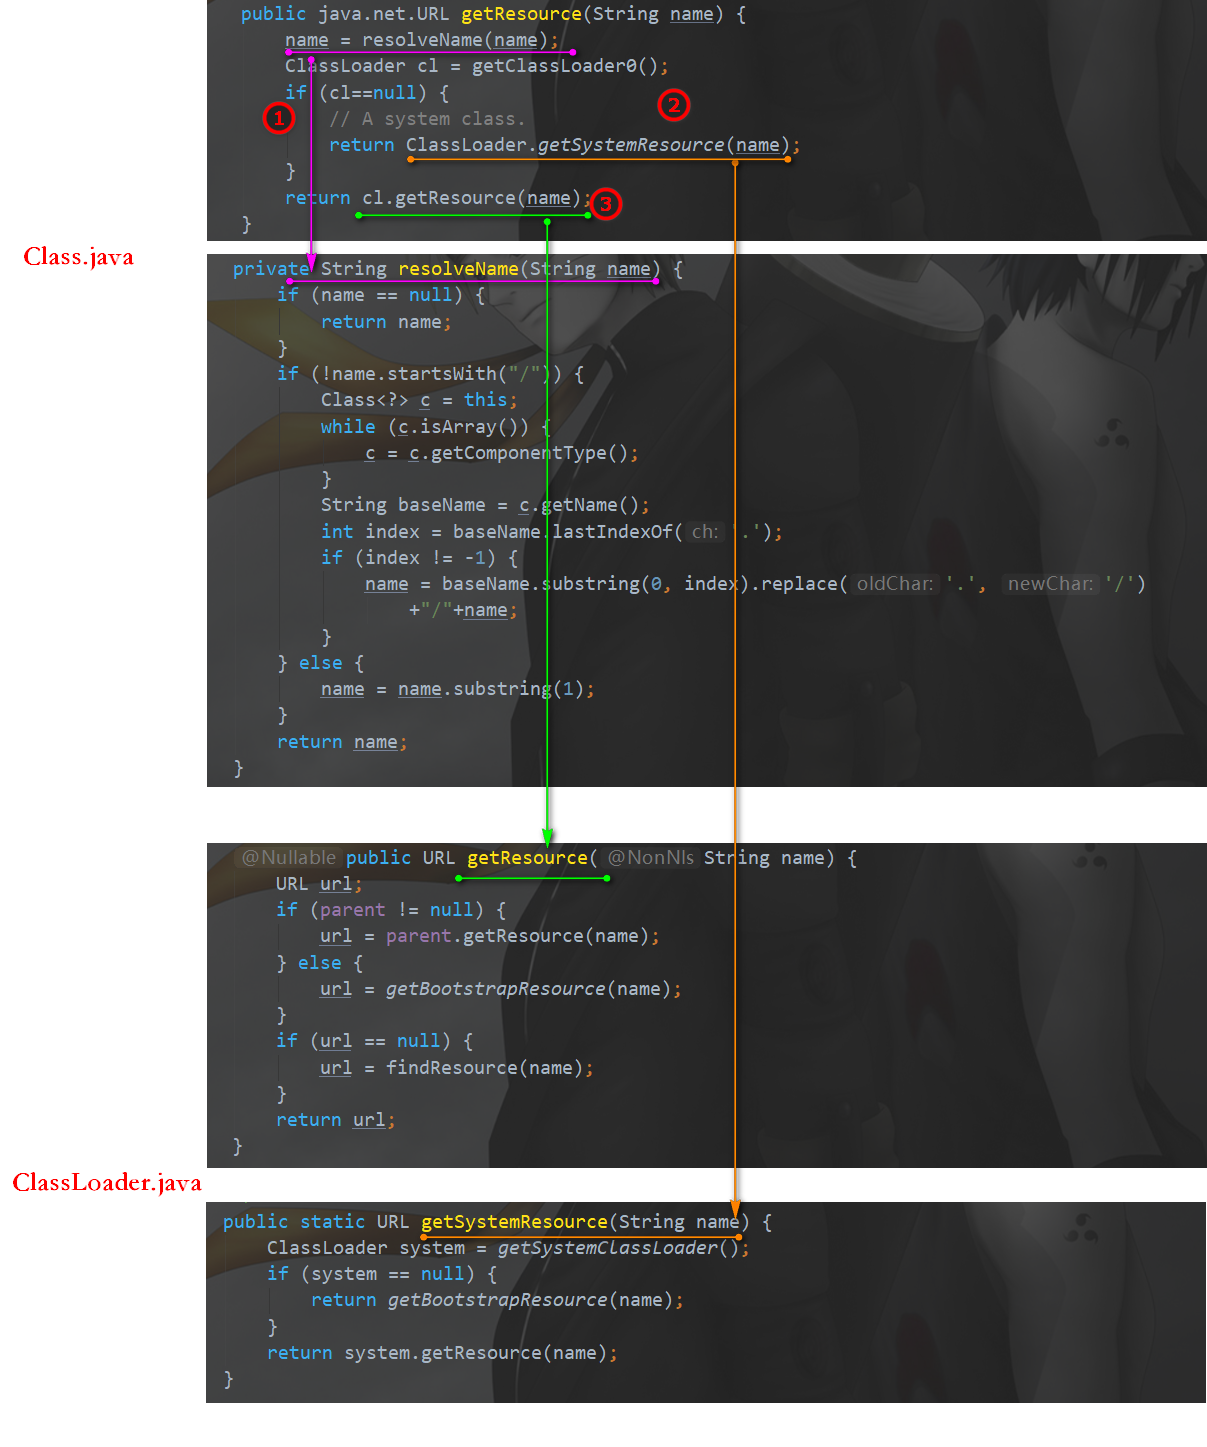 public java.net.URL getResource(String name) {
name = resolveName(name);
ClassLoader cl = getClassLoader0();
if (cl==null) {
1
2
// A system class.
return ClassLoader.getSystemResource(name);
}
return cl.getResource(name);
3
}
Class.java
private String resolveName(String name) {
if (name == null) {
return name;
}
if (!name.startsWith("/")) {
Class<?> c = this;
while (c.isArray()) {
c = c.getComponentType();
}
String baseName = c.getName();
int index = baseName.lastIndexOf( ch: '.');
if (index != -1) {
name = baseName.substring(0, index).replace( oldChar: '.', newChar: '/')
+"/"+name;
}
} else {
name = name.substring(1);
}
return name;
}
@Nullable public URL getResource( @NonNls String name) {
URL url;
if (parent != null) {
url = parent.getResource(name);
} else {
url = getBootstrapResource(name);
}
if (url == null) {
url = findResource(name);
}
return url;
}
ClassLoader.java
public static URL getSystemResource(String name) {
ClassLoader system = getSystemClassLoader();
if (system == null) {
return getBootstrapResource(name);
}
return system.getResource(name);
}